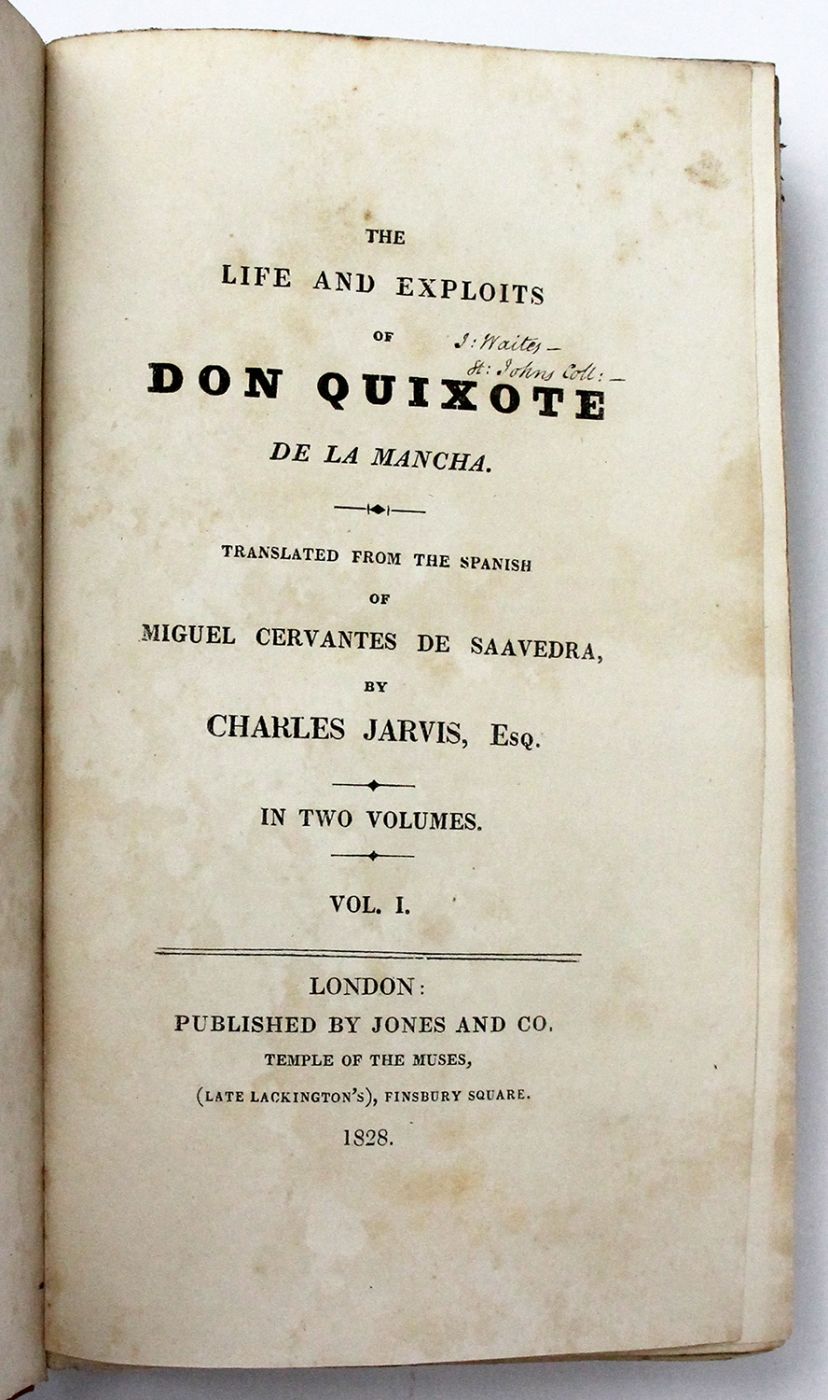 THE
LIFE AND EXPLOITS
OF
J: Waites —
St: Johns Coll: —
DON QUIXOTE
DE LA MANCHA.
TRANSLATED FROM THE SPANISH
OF
MIGUEL CERVANTES DE SAAVEDRA,
BY
CHARLES JARVIS, Esq.
IN TWO VOLUMES.
VOL. I.
LONDON:
PUBLISHED BY JONES AND CO.
TEMPLE OF THE MUSES,
(LATE LACKINGTON'S), FINSBURY SQUARE.
1828.